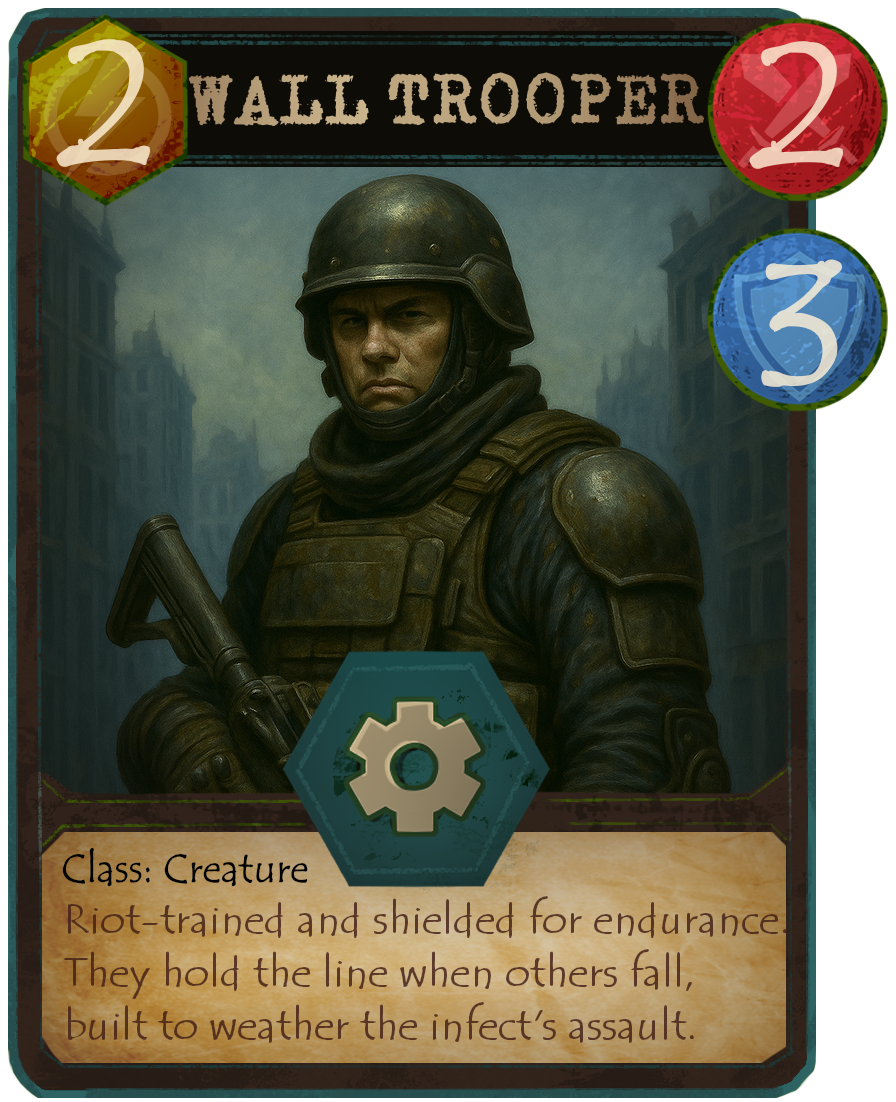 2 WALL TROOPER 2
3
Class: Creature
Riot-trained and shielded for endurance.
They hold the line when others fall,
built to weather the infect's assault.